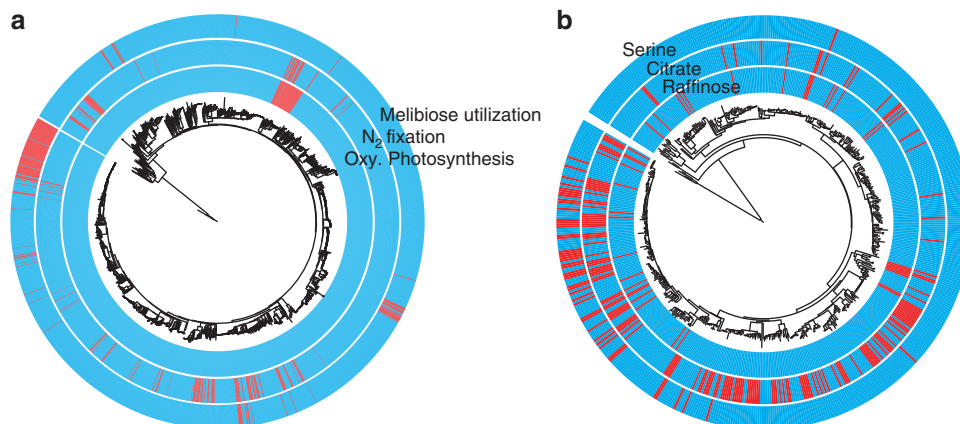 a
Melibiose utilization
N₂ fixation
Oxy. Photosynthesis
b
Serine
Citrate
Raffinose